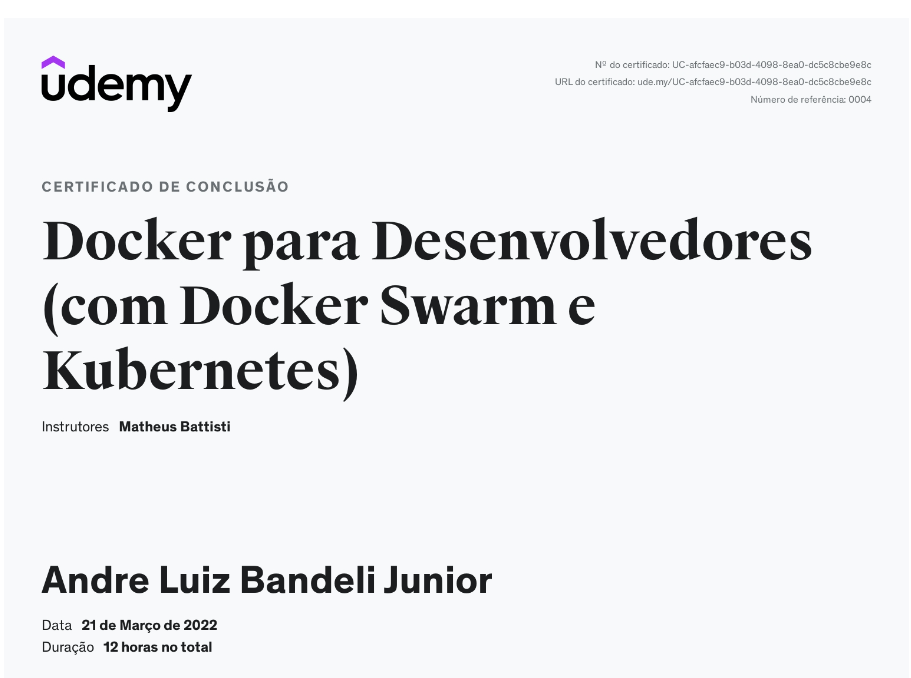 udemy
Nº do certificado: UC-afcfaec9-b03d-4098-8ea0-dc5c8cbe9e8c
URL do certificado: ude.my/UC-afcfaec9-b03d-4098-8ea0-dc5c8cbe9e8c
Número de referência: 0004
CERTIFICADO DE CONCLUSÃO
Docker para Desenvolvedores
(com Docker Swarm e
Kubernetes)
Instrutores Matheus Battisti
Andre Luiz Bandeli Junior
Data 21 de Março de 2022
Duração 12 horas no total